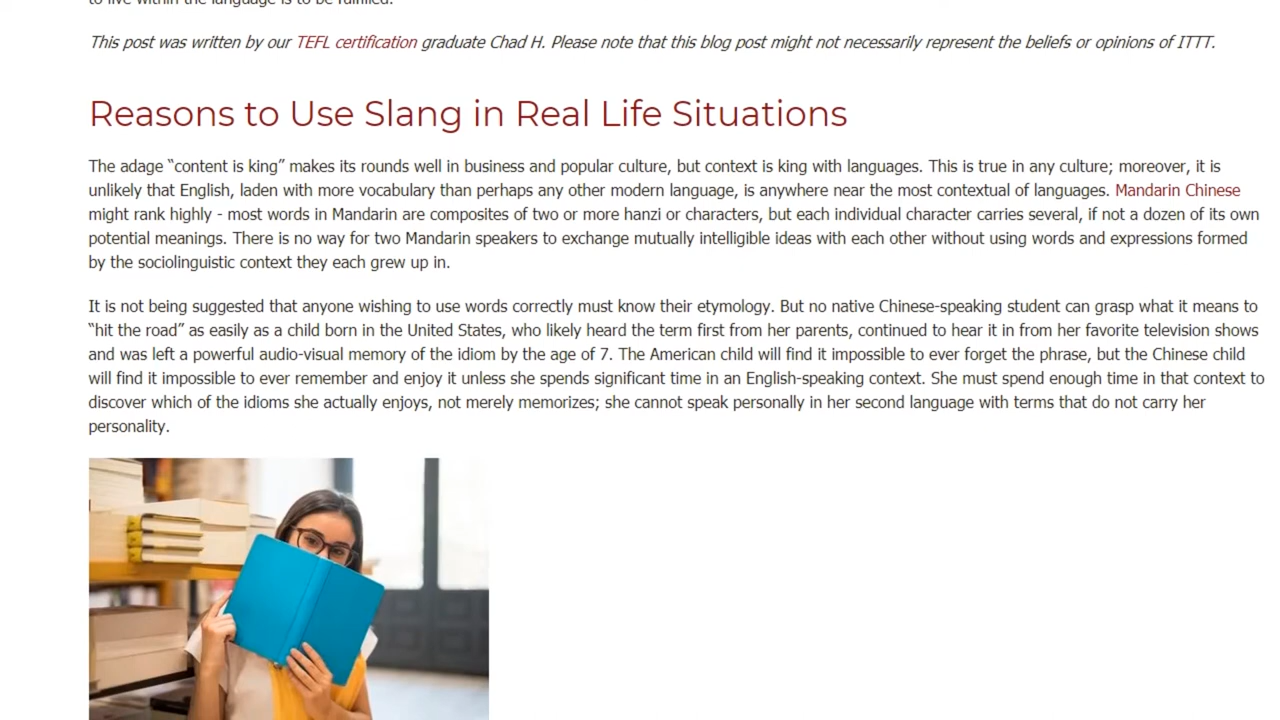 to live within the language is to be fulfilled.
This post was written by our TEFL certification graduate Chad H. Please note that this blog post might not necessarily represent the beliefs or opinions of ITTT.
Reasons to Use Slang in Real Life Situations
The adage “content is king” makes its rounds well in business and popular culture, but context is king with languages. This is true in any culture; moreover, it is
unlikely that English, laden with more vocabulary than perhaps any other modern language, is anywhere near the most contextual of languages. Mandarin Chinese
might rank highly - most words in Mandarin are composites of two or more hanzi or characters, but each individual character carries several, if not a dozen of its own
potential meanings. There is no way for two Mandarin speakers to exchange mutually intelligible ideas with each other without using words and expressions formed
by the sociolinguistic context they each grew up in.
It is not being suggested that anyone wishing to use words correctly must know their etymology. But no native Chinese-speaking student can grasp what it means to
“hit the road” as easily as a child born in the United States, who likely heard the term first from her parents, continued to hear it in from her favorite television shows
and was left a powerful audio-visual memory of the idiom by the age of 7. The American child will find it impossible to ever forget the phrase, but the Chinese child
will find it impossible to ever remember and enjoy it unless she spends significant time in an English-speaking context. She must spend enough time in that context to
discover which of the idioms she actually enjoys, not merely memorizes; she cannot speak personally in her second language with terms that do not carry her
personality.